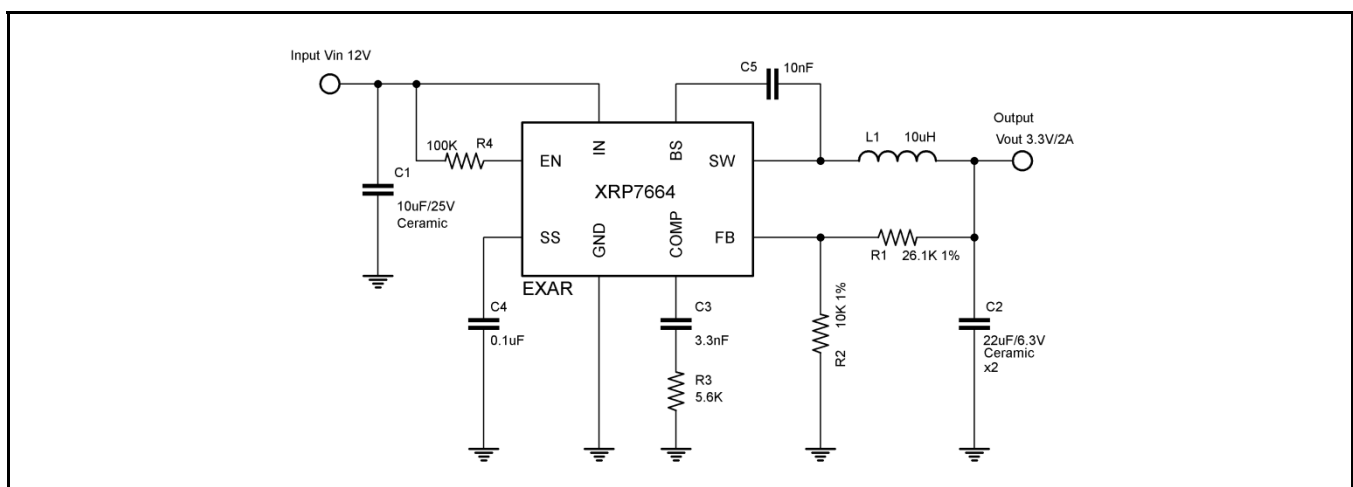 Input Vin 12V
C5
10nF
Output
Vout 3.3V/2A
L1
10uH
100K
R4
EN
IN
BS
SW
C1
10uF/25V
Ceramic
XRP7664
SS
GND
COMP
FB
R1
26.1K 1%
EXAR
C4
0.1uF
C3
3.3nF
R2
10K 1%
C2
22uF/6.3V
Ceramic
x2
R3
5.6K